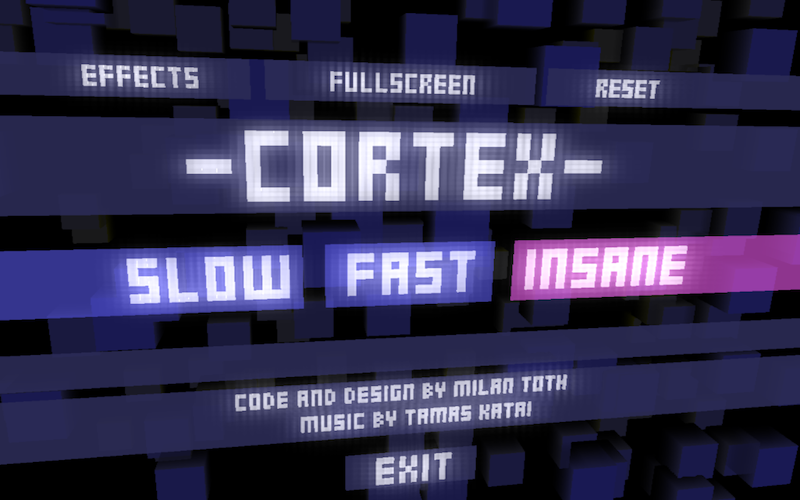 EFFECTS FULLSCREEN RESET
-CORTEX-
SLOW FAST INSANE
CODE AND DESIGN BY MILAN TOTH
MUSIC BY TAMAS KATAI
EXIT